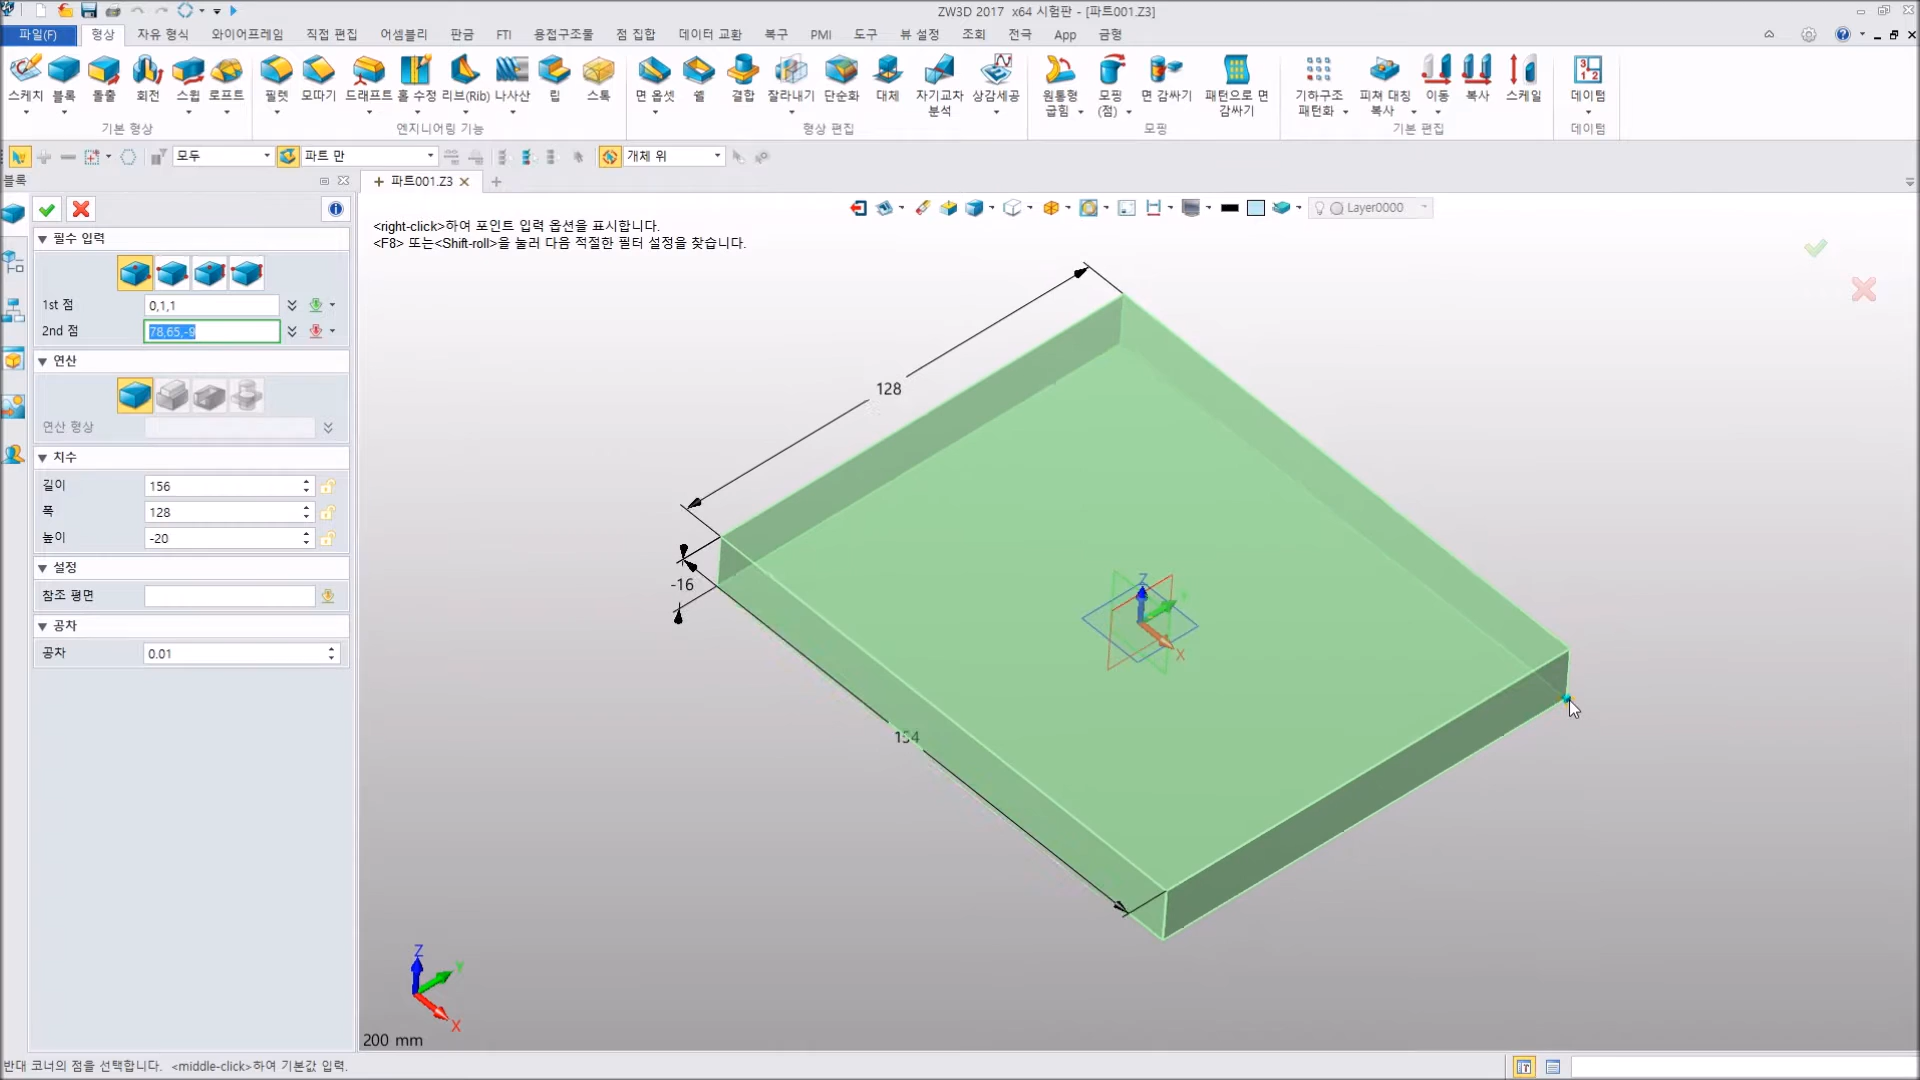 ZW3D 2017 x64 시험판 - [파트001.Z3]
파일(F) 형상 자유 형식 와이어프레임 직접 편집 어셈블리 판금 FTI 용접구조물 점 집합 데이터 교환 복구 PMI 도구 뷰 설정 조회 전극 App 금형
스케치 블록 돌출 회전 스윕 로프트 필렛 모따기 드래프트 홀 수정 리브(Rib) 나사산 립 스톡 면 옵셋 쉘 결합 잘라내기 단순화 대체 자기교차 분석 상감세공 원통형 굽힘 모핑 (점) 면 감싸기 패턴으로 면 감싸기 기하구조 패턴화 피쳐 대칭 복사 이동 복사 스케일 데이텀
기본 형상 엔지니어링 기능 형상 편집 모핑 기본 편집 데이텀
모두 파트 만 개체 위
블록
파트001.Z3
<right-click>하여 포인트 입력 옵션을 표시합니다.
<F8> 또는<Shift-roll>을 눌러 다음 적절한 필터 설정을 찾습니다.
Layer0000
필수 입력
1st 점 0,1,1
2nd 점 78,65,-9
연산
연산 형상
치수
길이 156
폭 128
높이 -20
설정
참조 평면
공차
공차 0.01
128
-16
154
Z
X
Z
Y
X
200 mm
반대 코너의 점을 선택합니다. <middle-click>하여 기본값 입력.